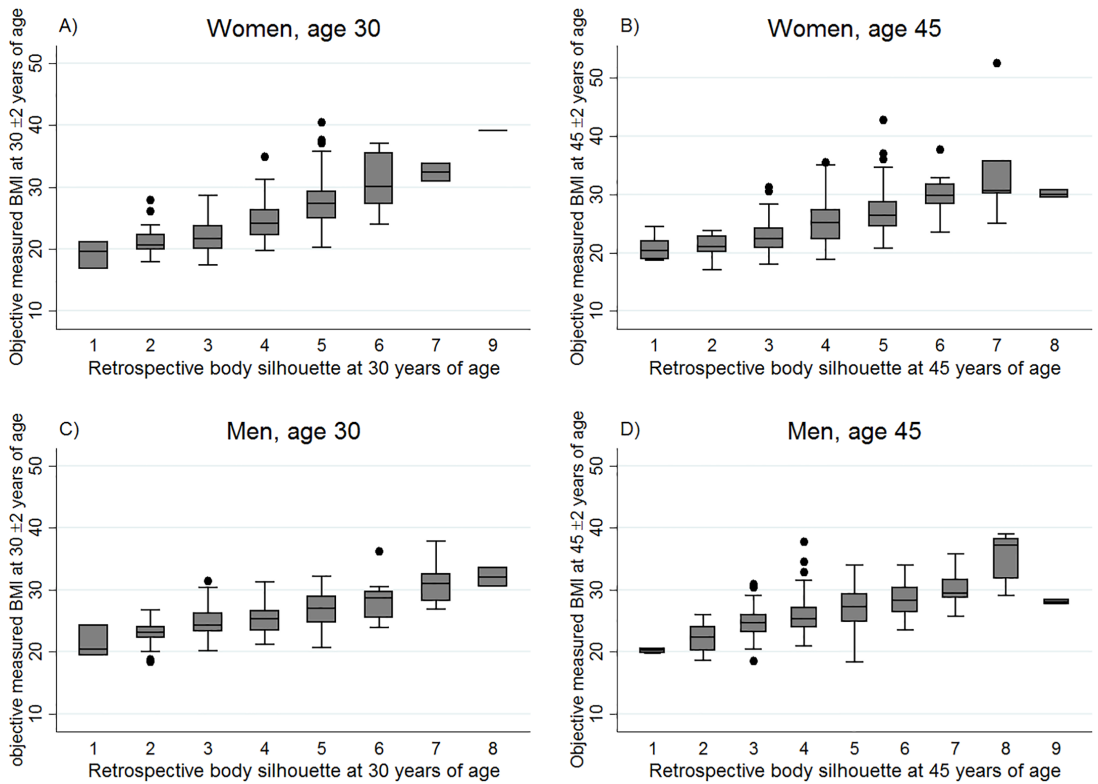 A)
Women, age 30
Objective measured BMI at 30 ±2 years of age
50
40
30
20
10
1 2 3 4 5 6 7 9
Retrospective body silhouette at 30 years of age
B)
Women, age 45
Objective measured BMI at 45 ±2 years of age
50
40
30
20
10
1 2 3 4 5 6 7 8
Retrospective body silhouette at 45 years of age
C)
Men, age 30
objective measured BMI at 30 ±2 years of age
50
40
30
20
10
1 2 3 4 5 6 7 8
Retrospective body silhouette at 30 years of age
D)
Men, age 45
Objective measured BMI at 45 ±2 years of age
50
40
30
20
10
1 2 3 4 5 6 7 8 9
Retrospective body silhouette at 45 years of age